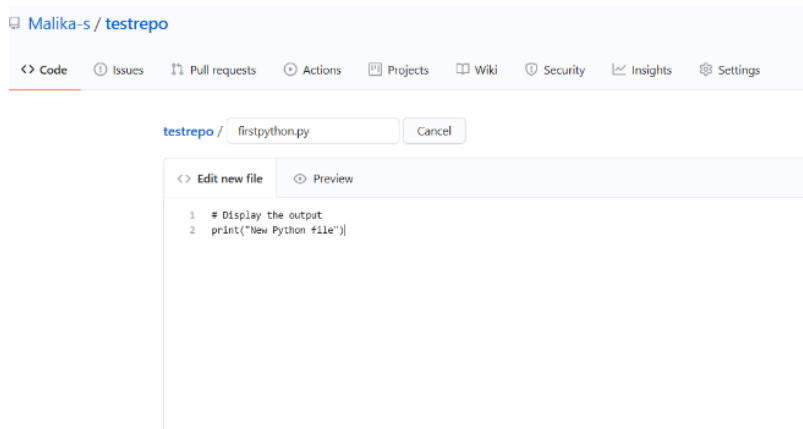 Malika-s / testrepo
<> Code Issues Pull requests Actions Projects Wiki Security Insights Settings
testrepo / firstpython.py Cancel
<> Edit new file Preview
1 # Display the output
2 print("New Python file")